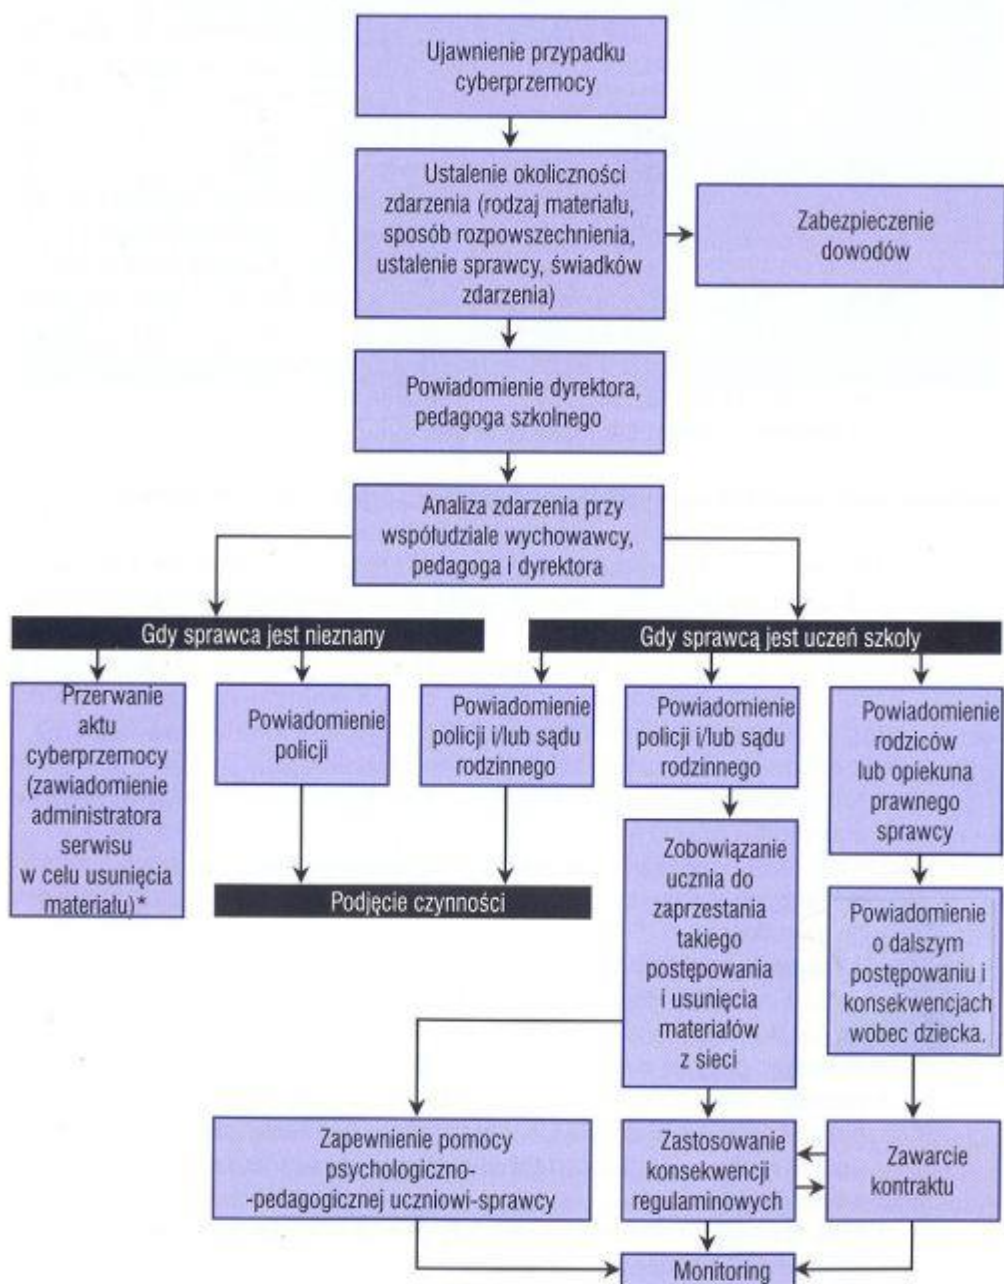 Ujawnienie przypadku
cyberprzemocy
Ustalenie okoliczności
zdarzenia (rodzaj materiału,
sposób rozpowszechnienia,
ustalenie sprawcy, świadków
zdarzenia)
Zabezpieczenie
dowodów
Powiadomienie dyrektora,
pedagoga szkolnego
Analiza zdarzenia przy
współudziale wychowawcy,
pedagoga i dyrektora
Gdy sprawca jest nieznany
Gdy sprawcą jest uczeń szkoły
Przerwanie
aktu
cyberprzemocy
(zawiadomienie
administratora
serwisu
w celu usunięcia
materiału)*
Powiadomienie
policji
Powiadomienie
policji i/lub sądu
rodzinnego
Powiadomienie
policji i/lub sądu
rodzinnego
Powiadomienie
rodziców
lub opiekuna
prawnego
sprawcy
Podjęcie czynności
Zobowiązanie
ucznia do
zaprzestania
takiego
postępowania
i usunięcia
materiałów
z sieci
Powiadomienie
o dalszym
postępowaniu i
konsekwencjach
wobec dziecka.
Zapewnienie pomocy
psychologiczno-
-pedagogicznej uczniowi-sprawcy
Zastosowanie
konsekwencji
regulaminowych
Zawarcie
kontraktu
Monitoring